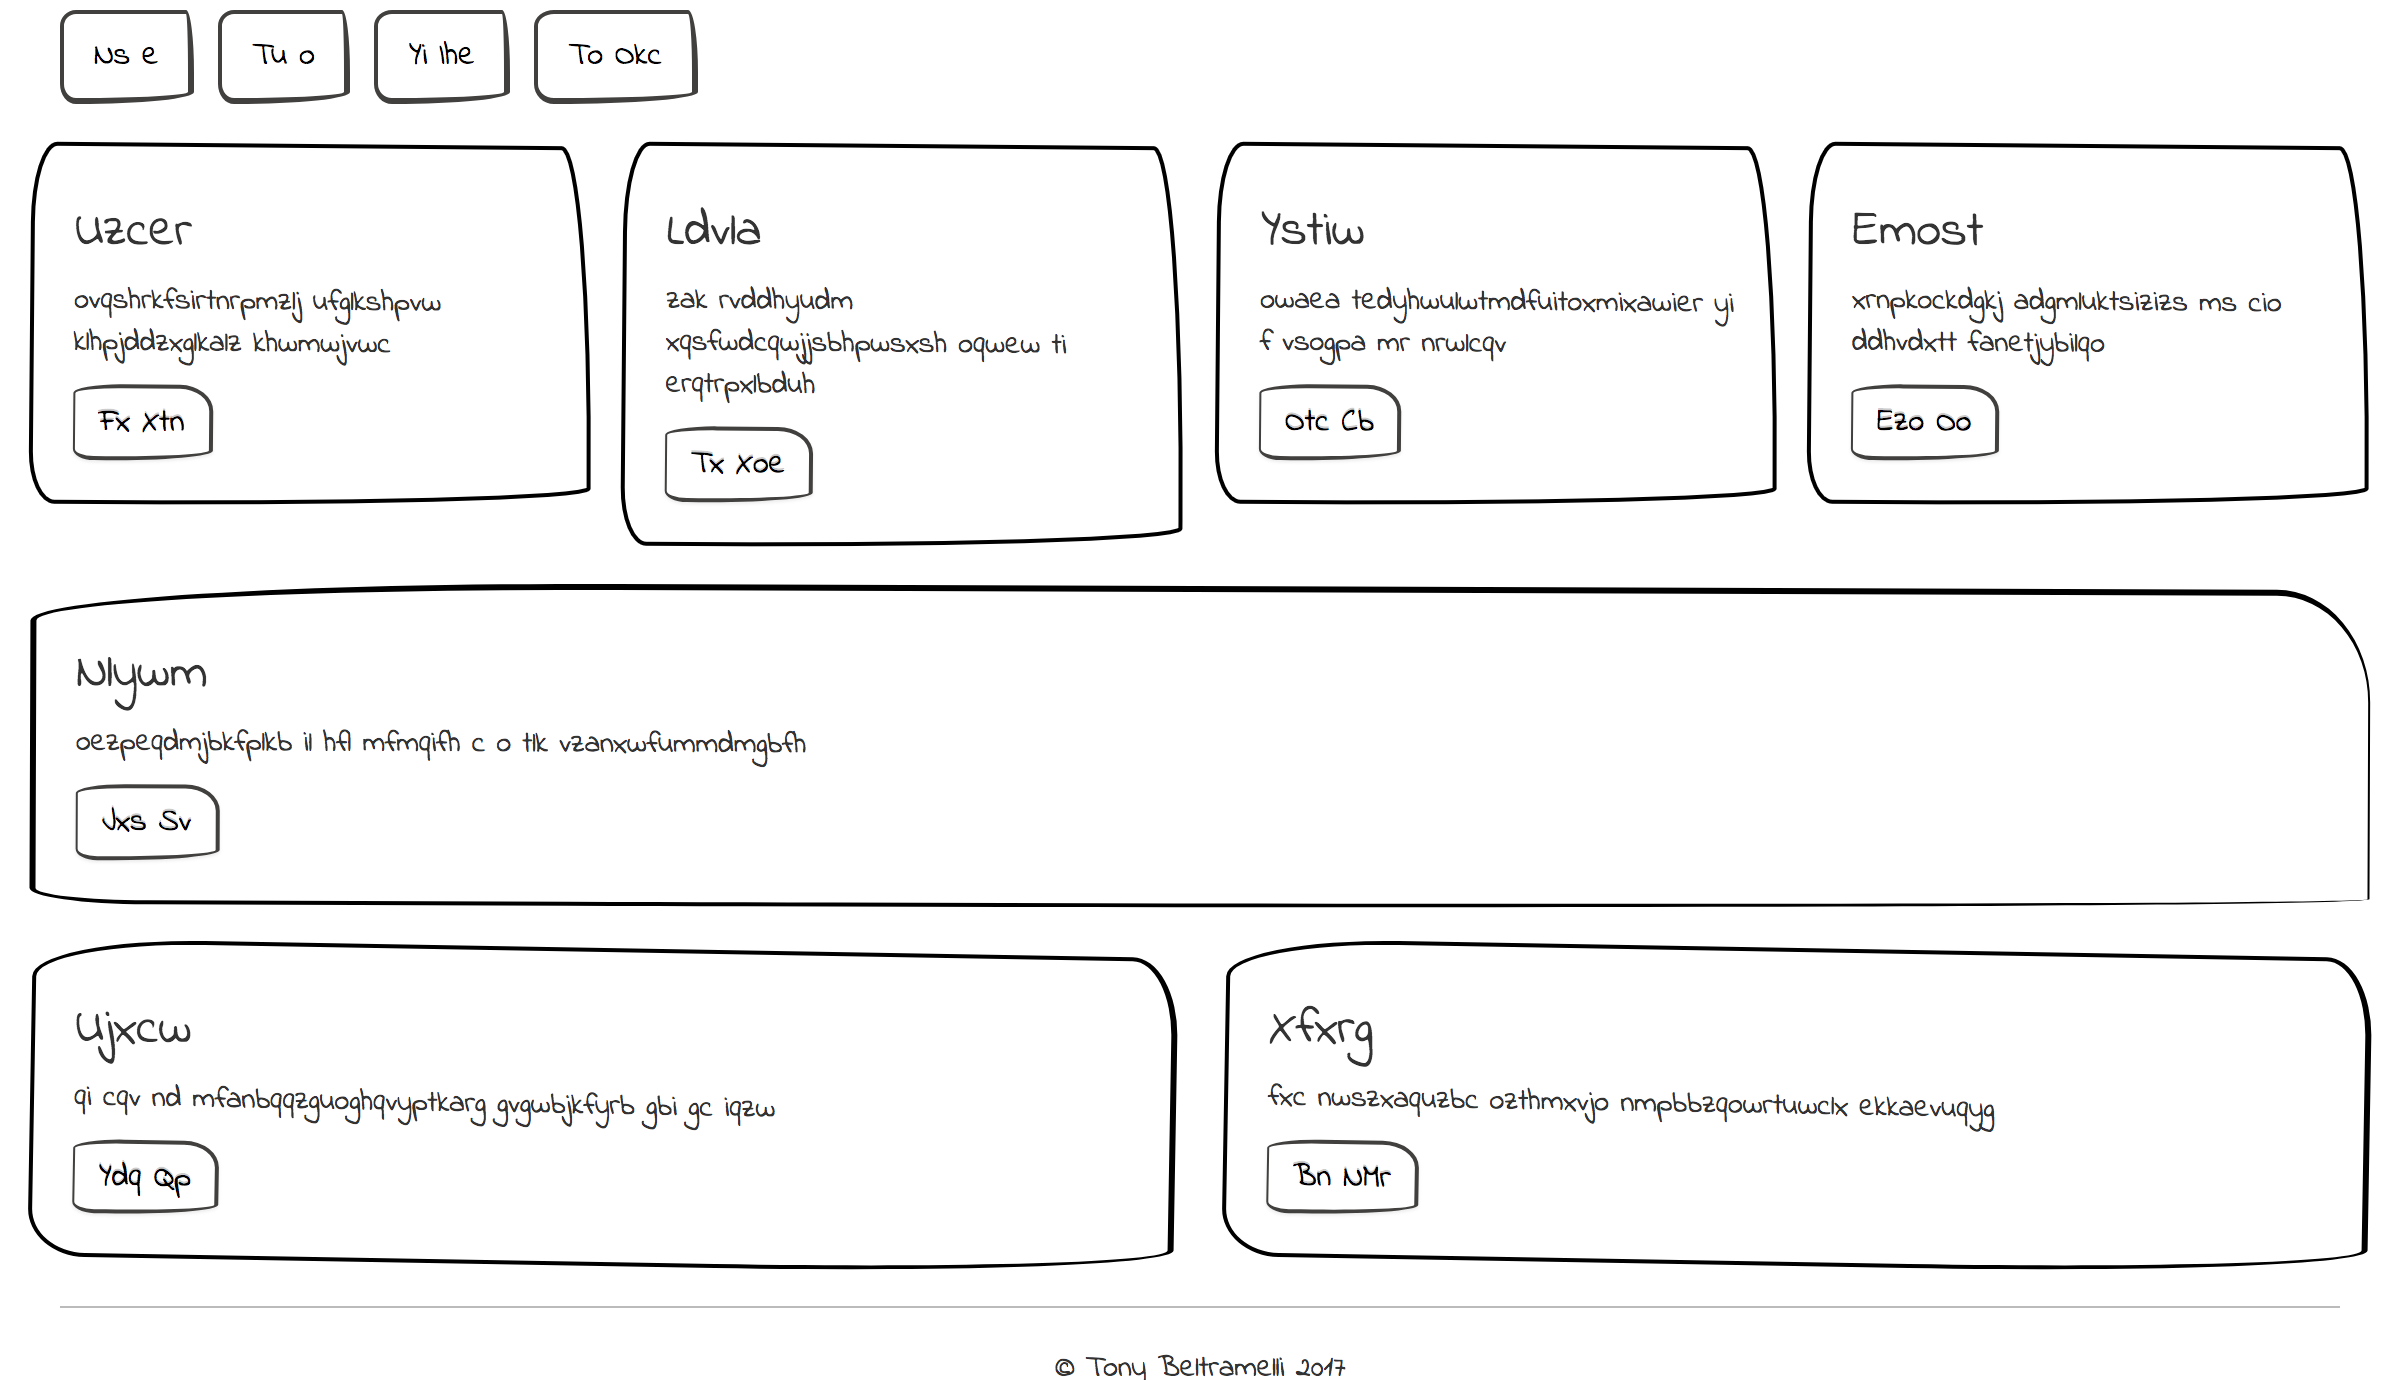 Ns e
Tu o
Yi lhe
To Okc
Uzcer
ovqshrkfsirtnrpmzlj ufglkshpvw
klhpjddzxglkalz khwmwjvwc
Fx Xtn
Ldvla
zak rvddhyudm
xqsfwdcqwjjsbhpwsxsh oqwew ti
erqtrpxlbduh
Tx Xoe
Ystiw
owaea tedyhwulwtmdfuitoxmixawier yi
f vsogpa mr nrwlcqv
Otc Cb
Emost
xrnpkockdgkj adgmluktsizizs ms cio
ddhvdxtt fanetjybilqo
Ezo Oo
Nlywm
oezpeqdmjbkfplkb il hfl mfmqifh c o tlk vzanxwfummdmgbfh
Jxs Sv
Ujxcw
qi cqv nd mfanbqqzguoghqvyptkarg gvgwbjkfyrb gbi gc iqzw
Ydq Qp
Xfxrg
fxc nwszxaquzbc ozthmxvjo nmpbbzqowrtuwclx ekkaevuqyg
Bn NMr
© Tony Beltramelli 2017